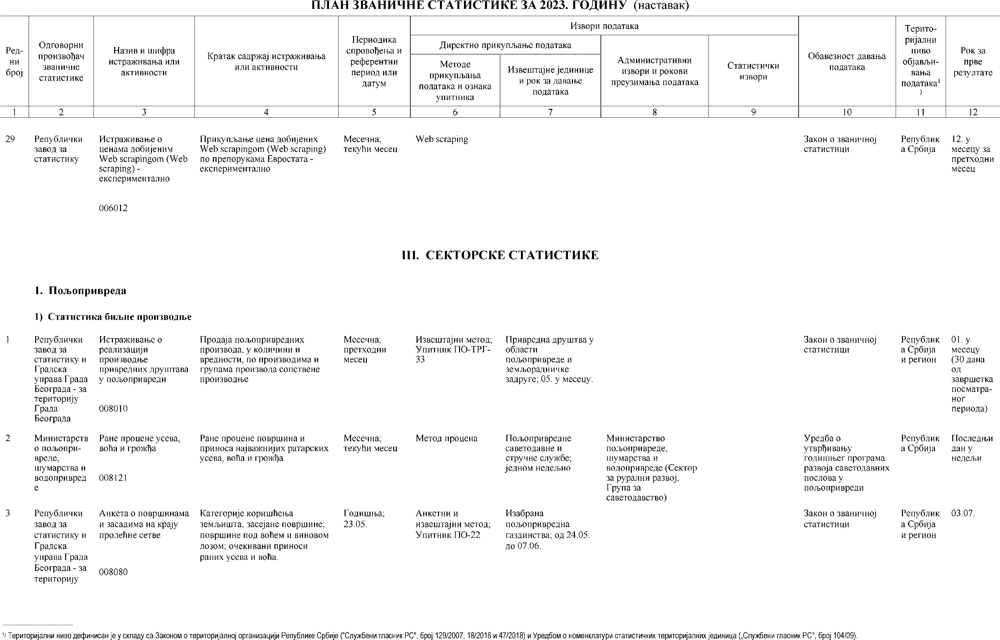 ПЛАН ЗВАНИЧНЕ СТАТИСТИКЕ ЗА 2023. ГОДИНУ (наставак)
Ред-
ни
број
Одговорни
произвођач
званичне
статистике
Назив и шифра
истраживања или
активности
Кратак садржај истраживања
или активности
Периодика
спровођења и
референтни
период или
датум
Извори података
Директно прикупљање података
Методе
прикупљања
података и ознака
упитника
Извештајне јединице
и рок за давање
података
Административни
извори и рокови
преузимања података
Статистички
извори
Обавезност давања
података
Терито-
ријални
ниво
објављи-
вања
података¹
)
Рок за
прве
резултате
1 2 3 4 5 6 7 8 9 10 11 12
29
Републички
завод за
статистику
Истраживање о
ценама добијеним
Web scrapingom (Web
scraping) -
експериментално
006012
Прикупљање цена добијених
Web scrapingom (Web scraping)
по препорукама Евростата -
експериментално
Месечна;
текући месец
Web scraping
Закон о званичној
статистици
Републик
а Србија
12. у
месецу за
претходни
месец
III. СЕКТОРСКЕ СТАТИСТИКЕ
1. Пољопривреда
1) Статистика биљне производње
1
Републички
завод за
статистику и
Градска
управа Града
Београда - за
територију
Града
Београда
Истраживање о
реализацији
производње
привредних друштава
у пољопривреди
008010
Продаја пољопривредних
производа, у количини и
вредности, по производима и
групама производа сопствене
производње
Месечна;
претходни
месец
Извештајни метод;
Упитник ПО-ТРГ-
33
Привредна друштва у
области
пољопривреде и
земљорадничке
задруге; 05. у месецу.
Закон о званичној
статистици
Републик
а Србија
и регион
01. у
месецу
(30 дана
од
завршетка
посматра-
ног
периода)
2
Министарств
о пољопри-
вреде,
шумарства и
водопривред
е
Ране процене усева,
воћа и грожђа
008121
Ране процене површина и
приноса најважнијих ратарских
усева, воћа и грожђа
Месечна;
текући месец
Метод процена
Пољопривредне
саветодавне и
стручне службе;
једном недељно
Министарство
пољопривреде,
шумарства и
водопривреде (Сектор
за рурални развој,
Група за
саветодавство)
Уредба о
утврђивању
годишњег програма
развоја саветодавних
послова у
пољопривреди
Републик
а Србија
Последњи
дан у
недељи
3
Републички
завод за
статистику и
Градска
управа Града
Београда - за
територију
Анкета о површинама
и засадима на крају
пролећне сетве
008080
Категорије коришћења
земљишта; засејане површине;
површине под воћем и виновом
лозом; очекивани приноси
раних усева и воћа.
Годишња;
23.05.
Анкетни и
извештајни метод;
Упитник ПО-22
Изабрана
пољопривредна
газдинства; од 24.05.
до 07.06.
Закон о званичној
статистици
Републик
а Србија
и регион
03.07.
¹⁾ Територијални ниво дефинисан је у складу са Законом о територијалној организацији Републике Србије ("Службени гласник РС", број 129/2007, 18/2016 и 47/2018) и Уредбом о номенклатури статистичких територијалних јединица („Службени гласник РС", број 104/09).